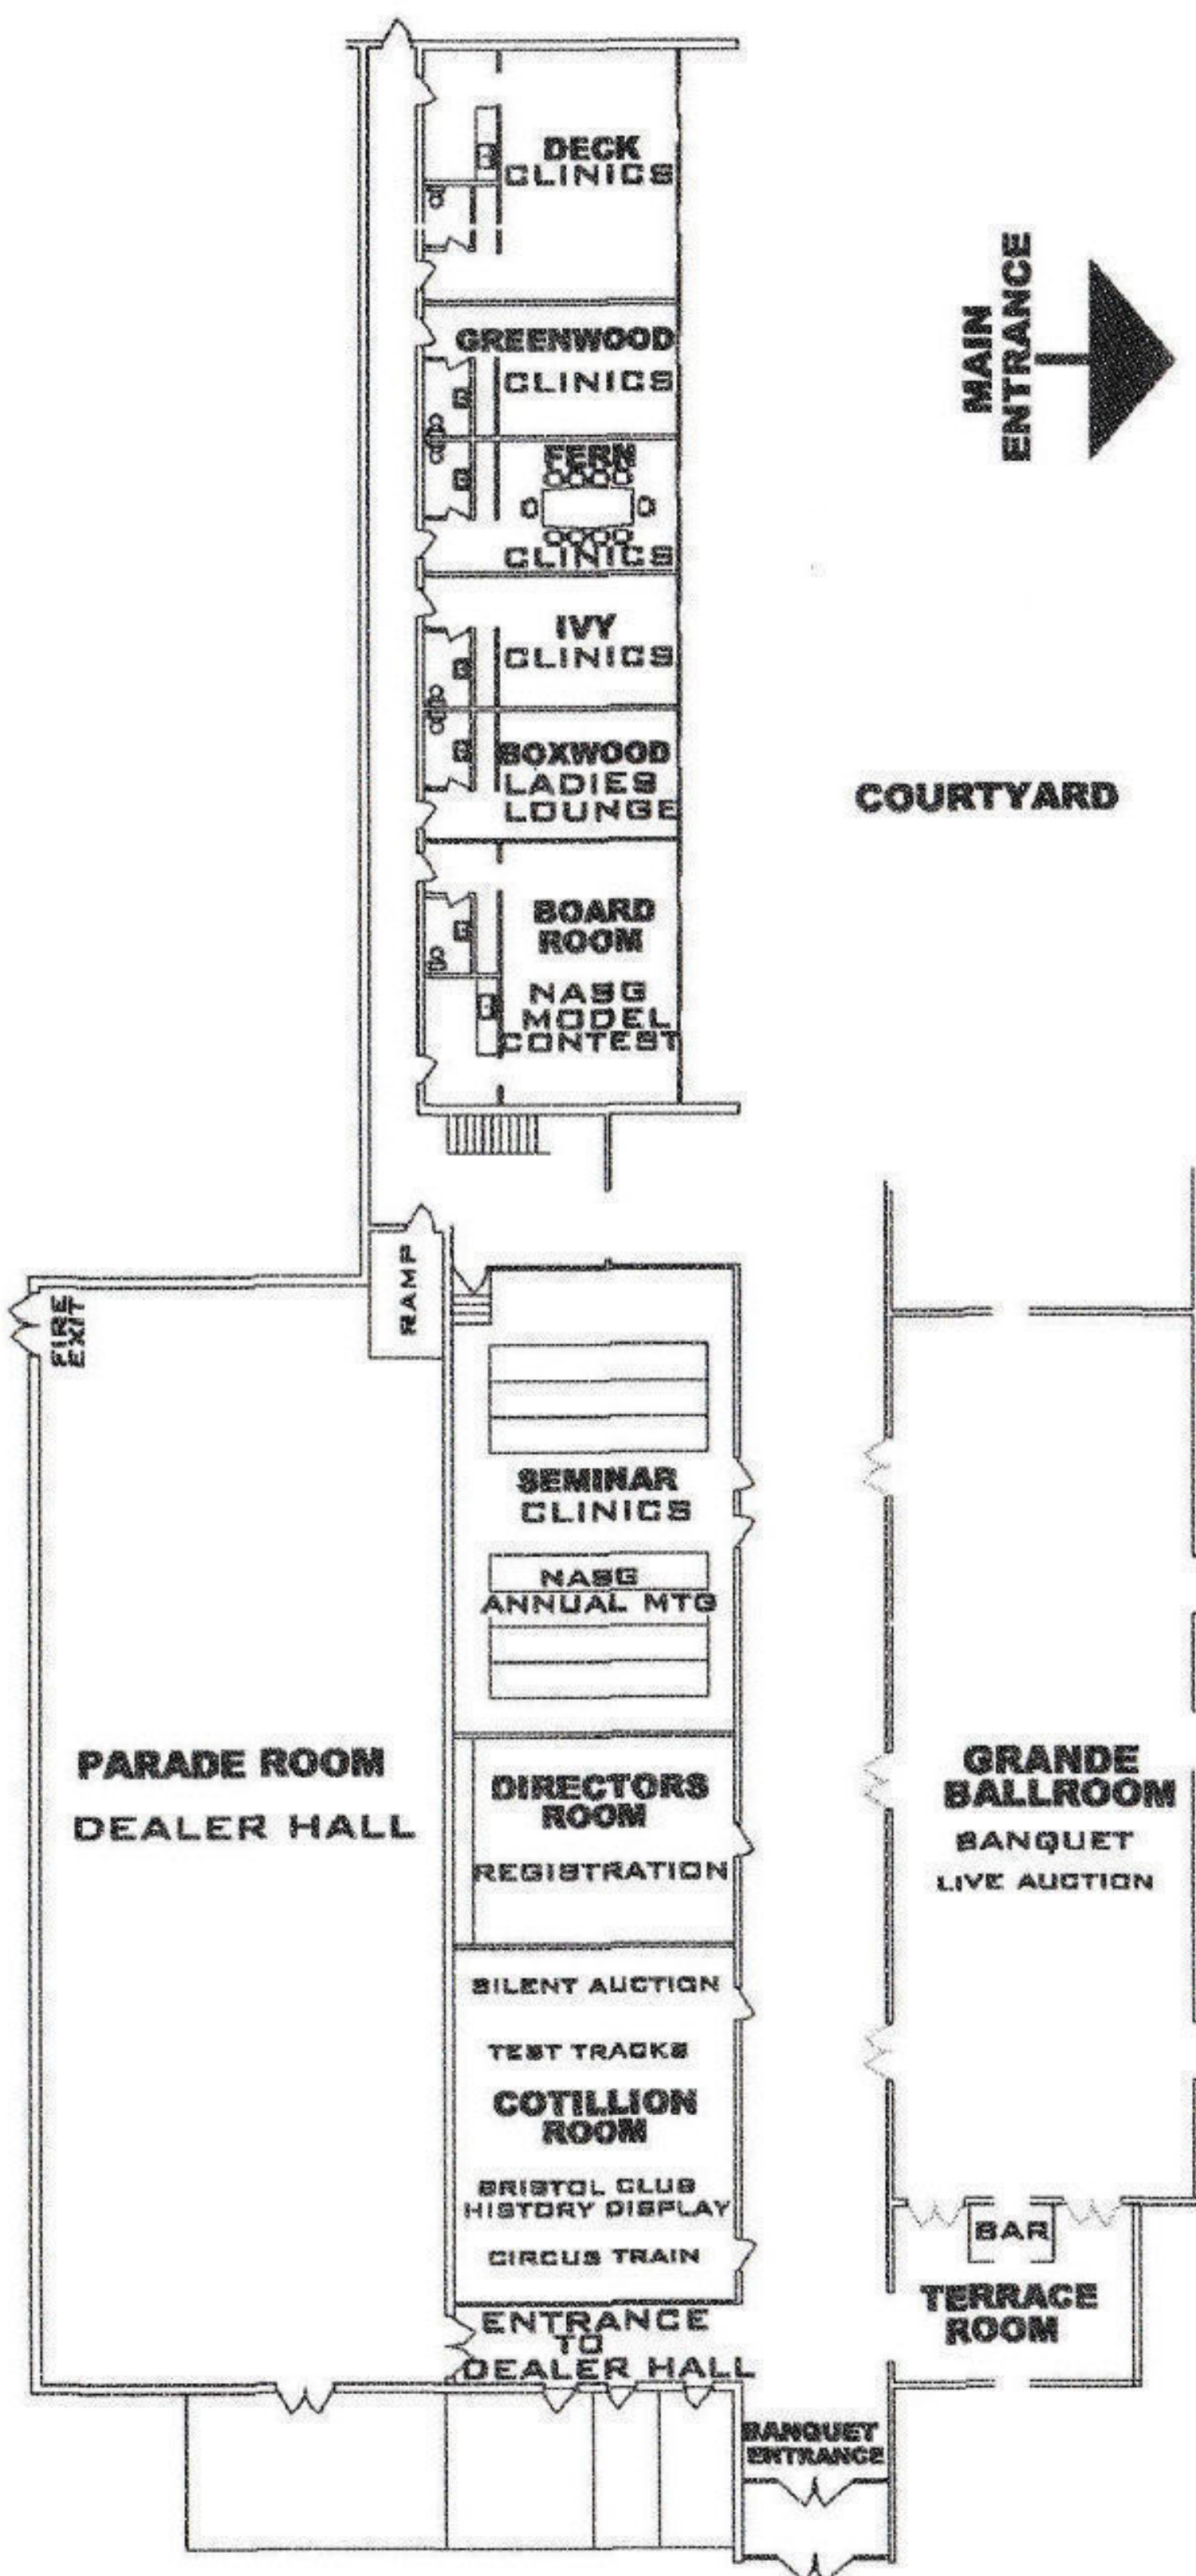 DECK
CLINICS
MAIN
ENTRANCE
GREENWOOD
CLINICS
FERN
CLINICS
IVY
CLINICS
BOXWOOD
LADIES
LOUNGE
COURTYARD
BOARD
ROOM
NASG
MODEL
CONTEST
RAMP
FIRE
EXIT
SEMINAR
CLINICS
NASG
ANNUAL MTG
PARADE ROOM
DEALER HALL
DIRECTORS
ROOM
REGISTRATION
GRANDE
BALLROOM
BANQUET
LIVE AUCTION
SILENT AUCTION
TEST TRACKS
COTILLION
ROOM
BRISTOL CLUB
HISTORY DISPLAY
CIRCUS TRAIN
BAR
TERRACE
ROOM
ENTRANCE
TO
DEALER HALL
BANQUET
ENTRANCE